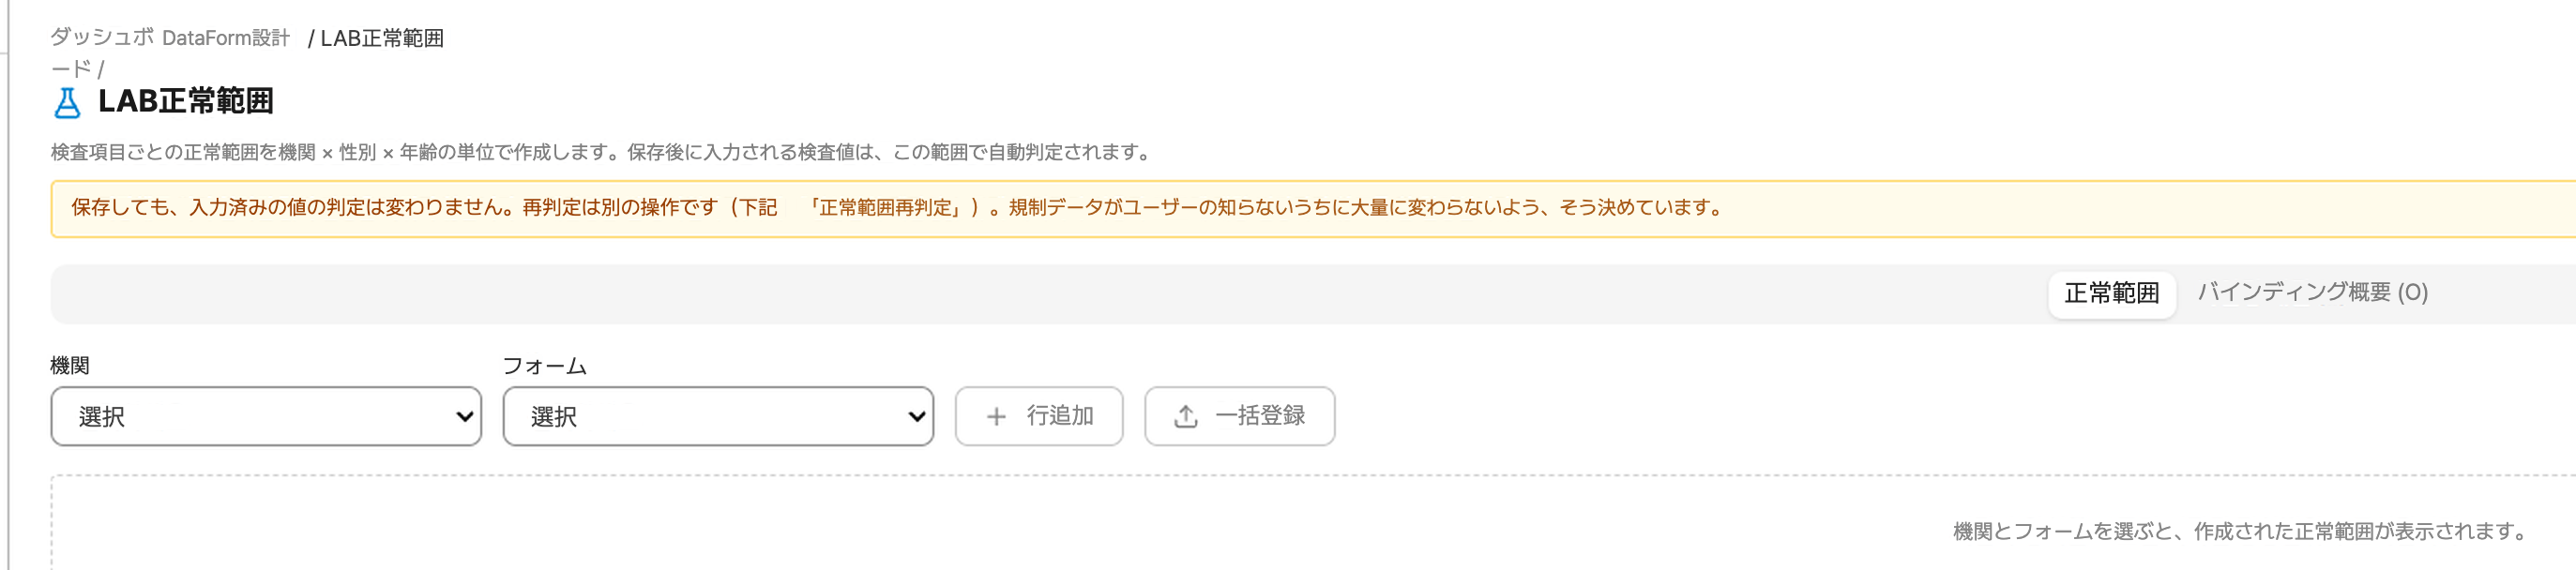 ダッシュボ DataForm設計 / LAB正常範囲
ード /
LAB正常範囲
検査項目ごとの正常範囲を機関 × 性別 × 年齢の単位で作成します。保存後に入力される検査値は、この範囲で自動判定されます。
保存しても、入力済みの値の判定は変わりません。再判定は別の操作です（下記 「正常範囲再判定」）。規制データがユーザーの知らないうちに大量に変わらないよう、そう決めています。
正常範囲 バインディング概要 (0)
機関 フォーム
選択 選択 + 行追加 一括登録
機関とフォームを選ぶと、作成された正常範囲が表示されます。